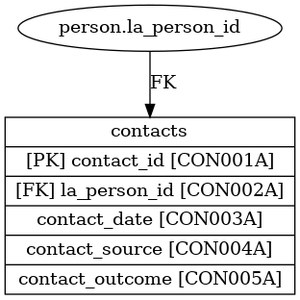 person.la_person_id
FK
contacts
[PK] contact_id [CON001A]
[FK] la_person_id [CON002A]
contact_date [CON003A]
contact_source [CON004A]
contact_outcome [CON005A]